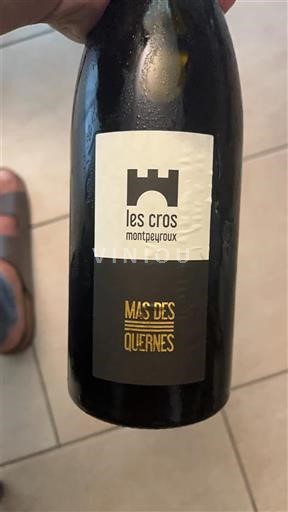 les cros
montpeyroux
VINIOU
MAS DES
QUERNES